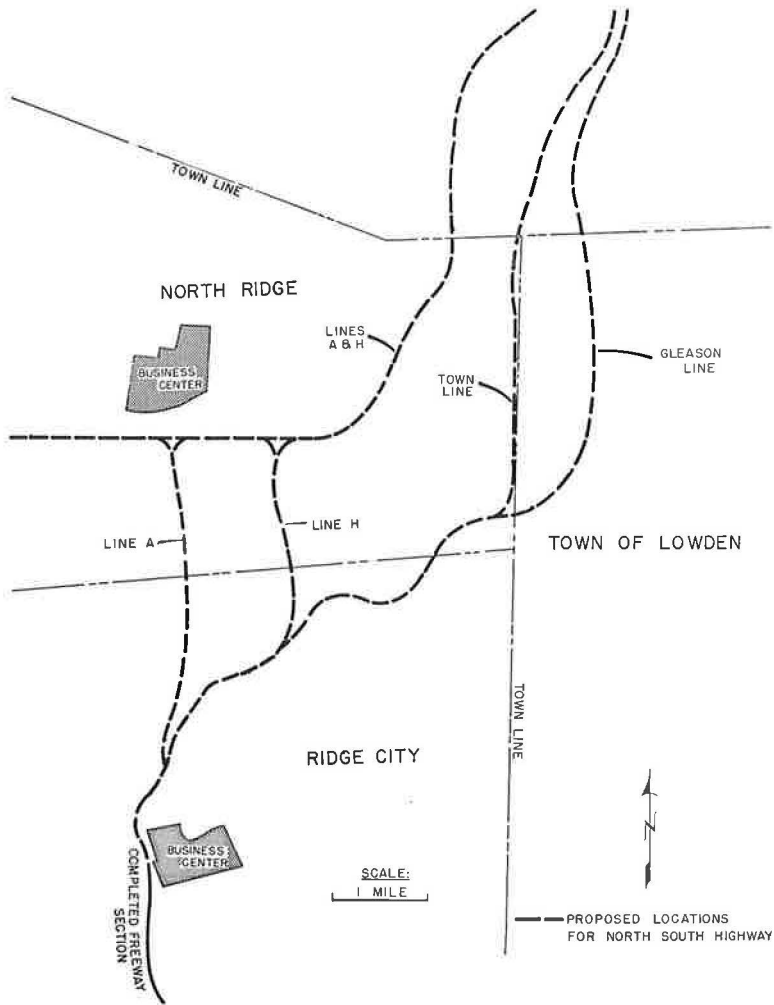 TOWN LINE
NORTH RIDGE
BUSINESS
CENTER
LINES
A & H
TOWN
LINE
GLEASON
LINE
LINE A
LINE H
TOWN OF LOWDEN
TOWN LINE
RIDGE CITY
BUSINESS
CENTER
COMPLETED FREEWAY
SECTION
SCALE:
1 MILE
N
PROPOSED LOCATIONS
FOR NORTH SOUTH HIGHWAY